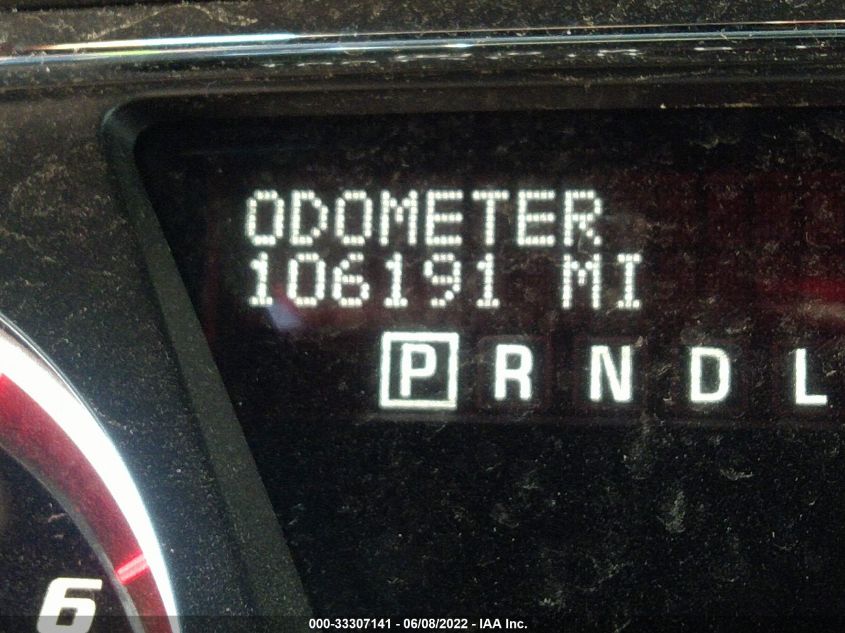 ODOMETER
106191 MI
P R N D L
6
000-33307141 - 06/08/2022 - IAA Inc.